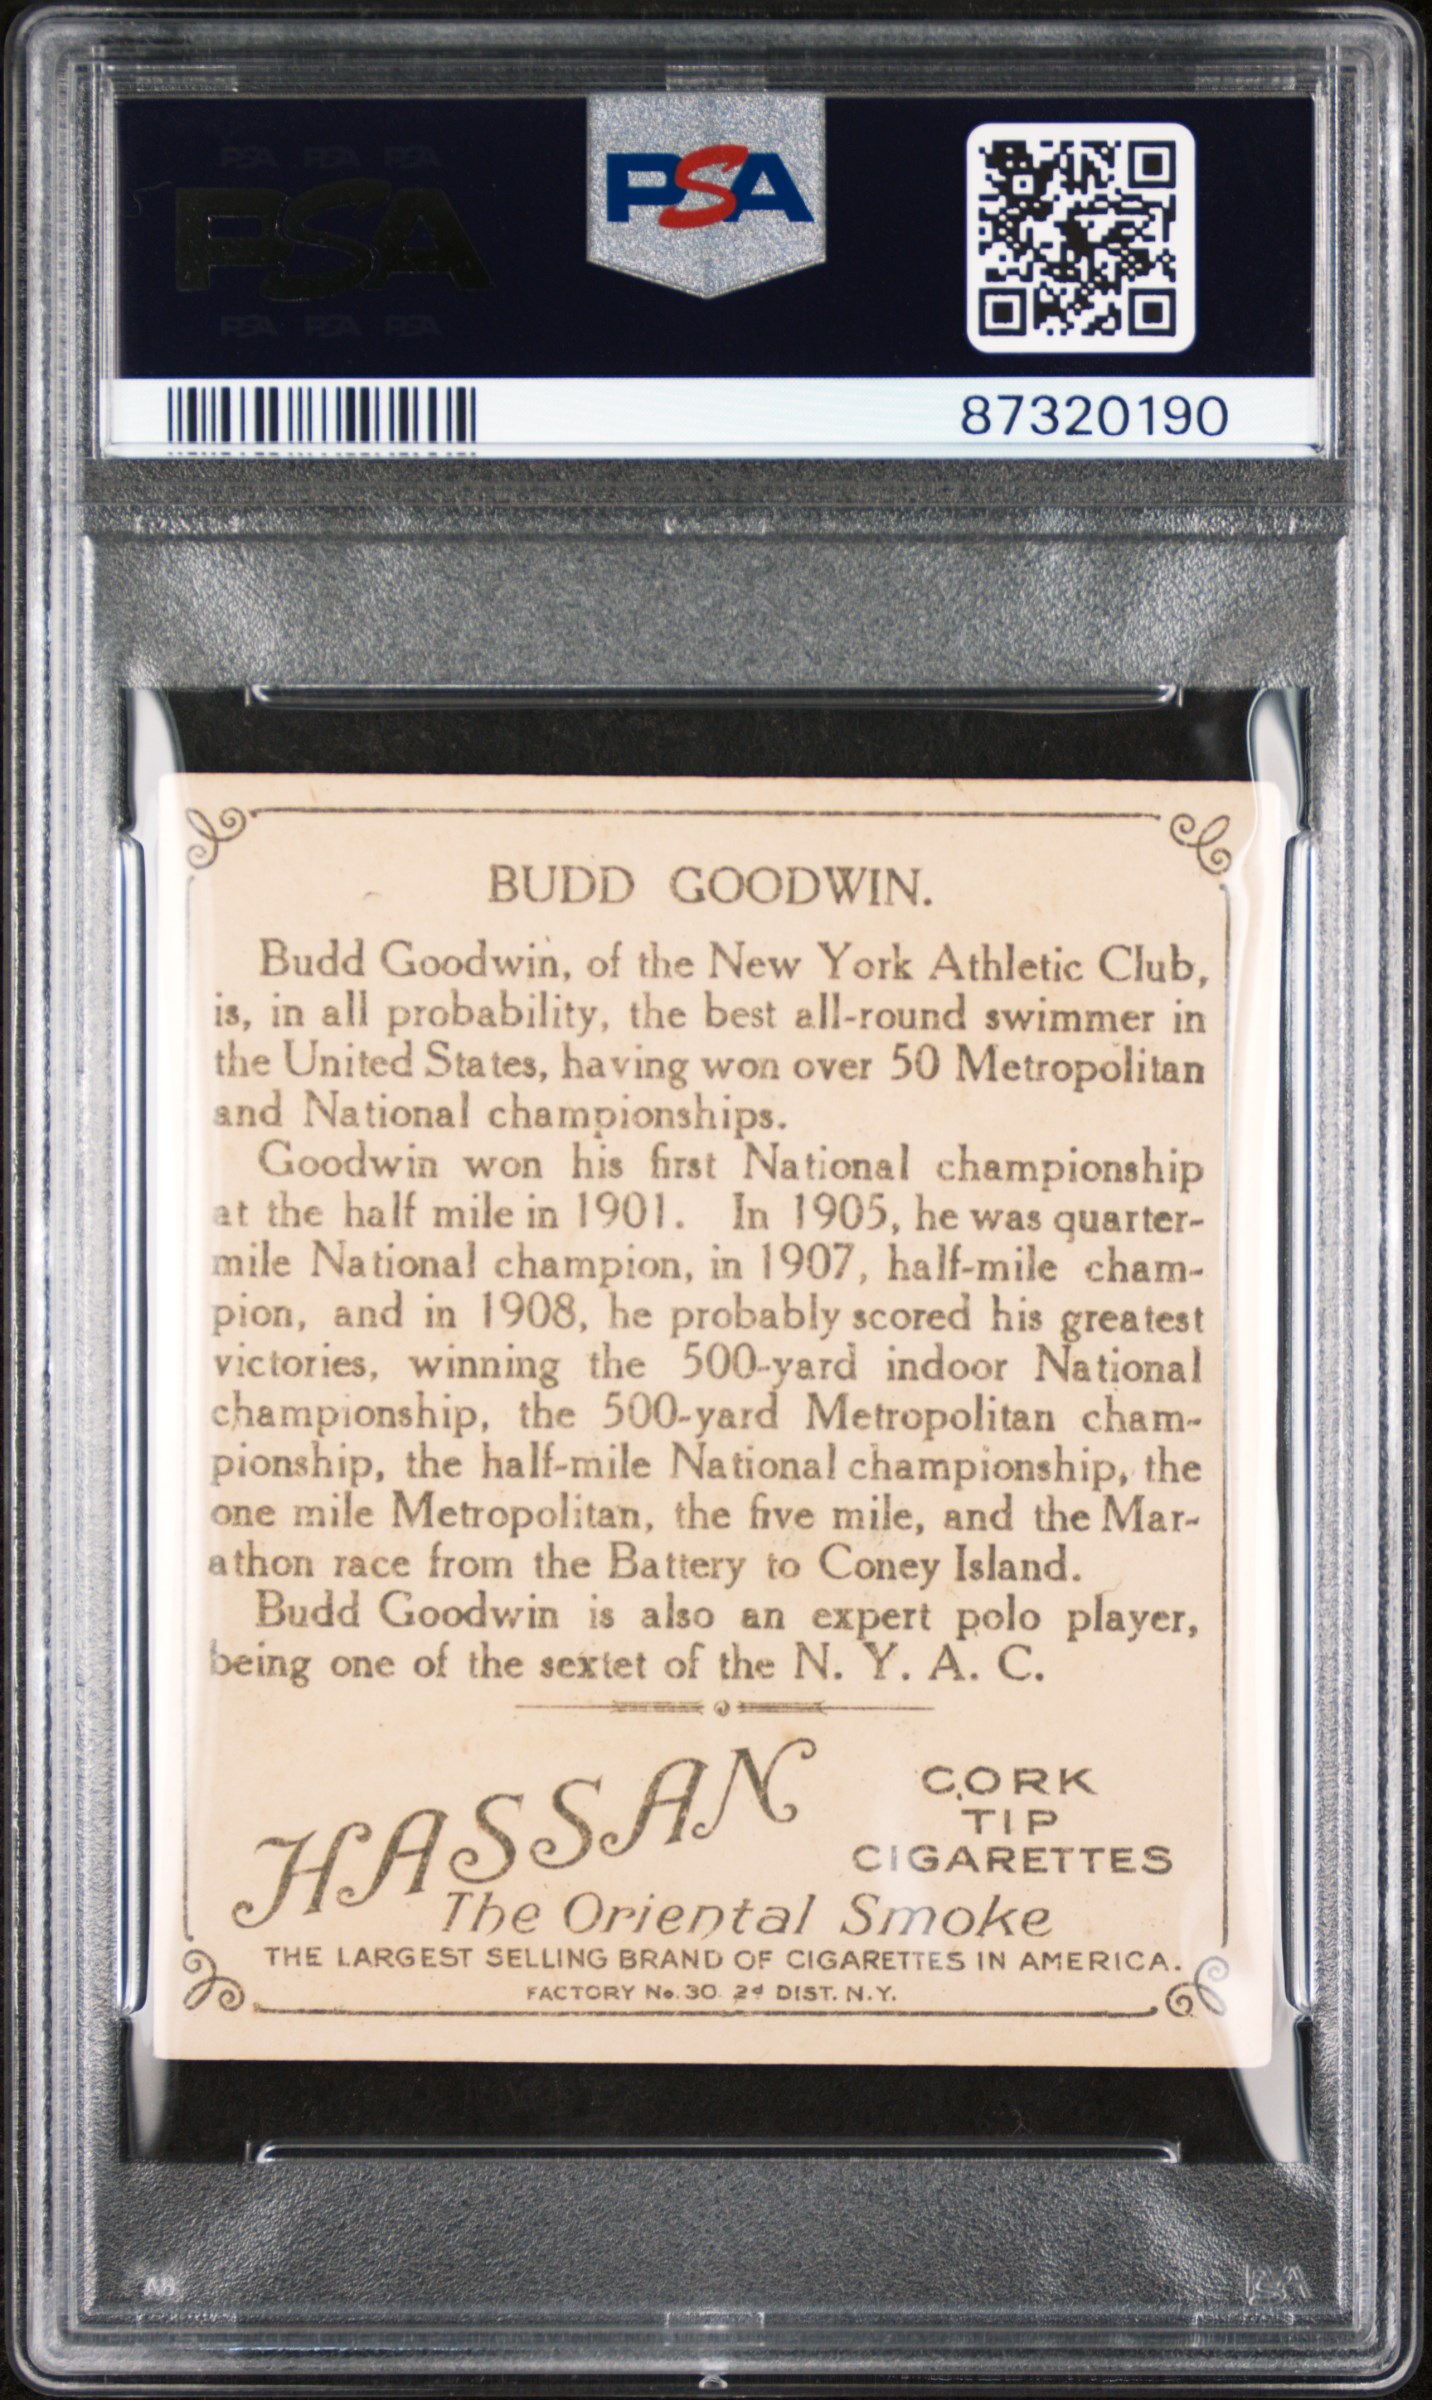 PSA PSA PSA
PSA
PSA PSA PSA
PSA
87320190
BUDD GOODWIN.
Budd Goodwin, of the New York Athletic Club,
is, in all probability, the best all-round swimmer in
the United States, having won over 50 Metropolitan
and National championships.
Goodwin won his first National championship
at the half mile in 1901. In 1905, he was quarter-
mile National champion, in 1907, half-mile cham-
pion, and in 1908, he probably scored his greatest
victories, winning the 500-yard indoor National
championship, the 500-yard Metropolitan cham-
pionship, the half-mile National championship, the
one mile Metropolitan, the five mile, and the Mar-
athon race from the Battery to Coney Island.
Budd Goodwin is also an expert polo player,
being one of the sextet of the N. Y. A. C.
HASSAN
CORK
TIP
CIGARETTES
The Oriental Smoke
THE LARGEST SELLING BRAND OF CIGARETTES IN AMERICA.
FACTORY No. 30. 2d DIST. N.Y.
PSA